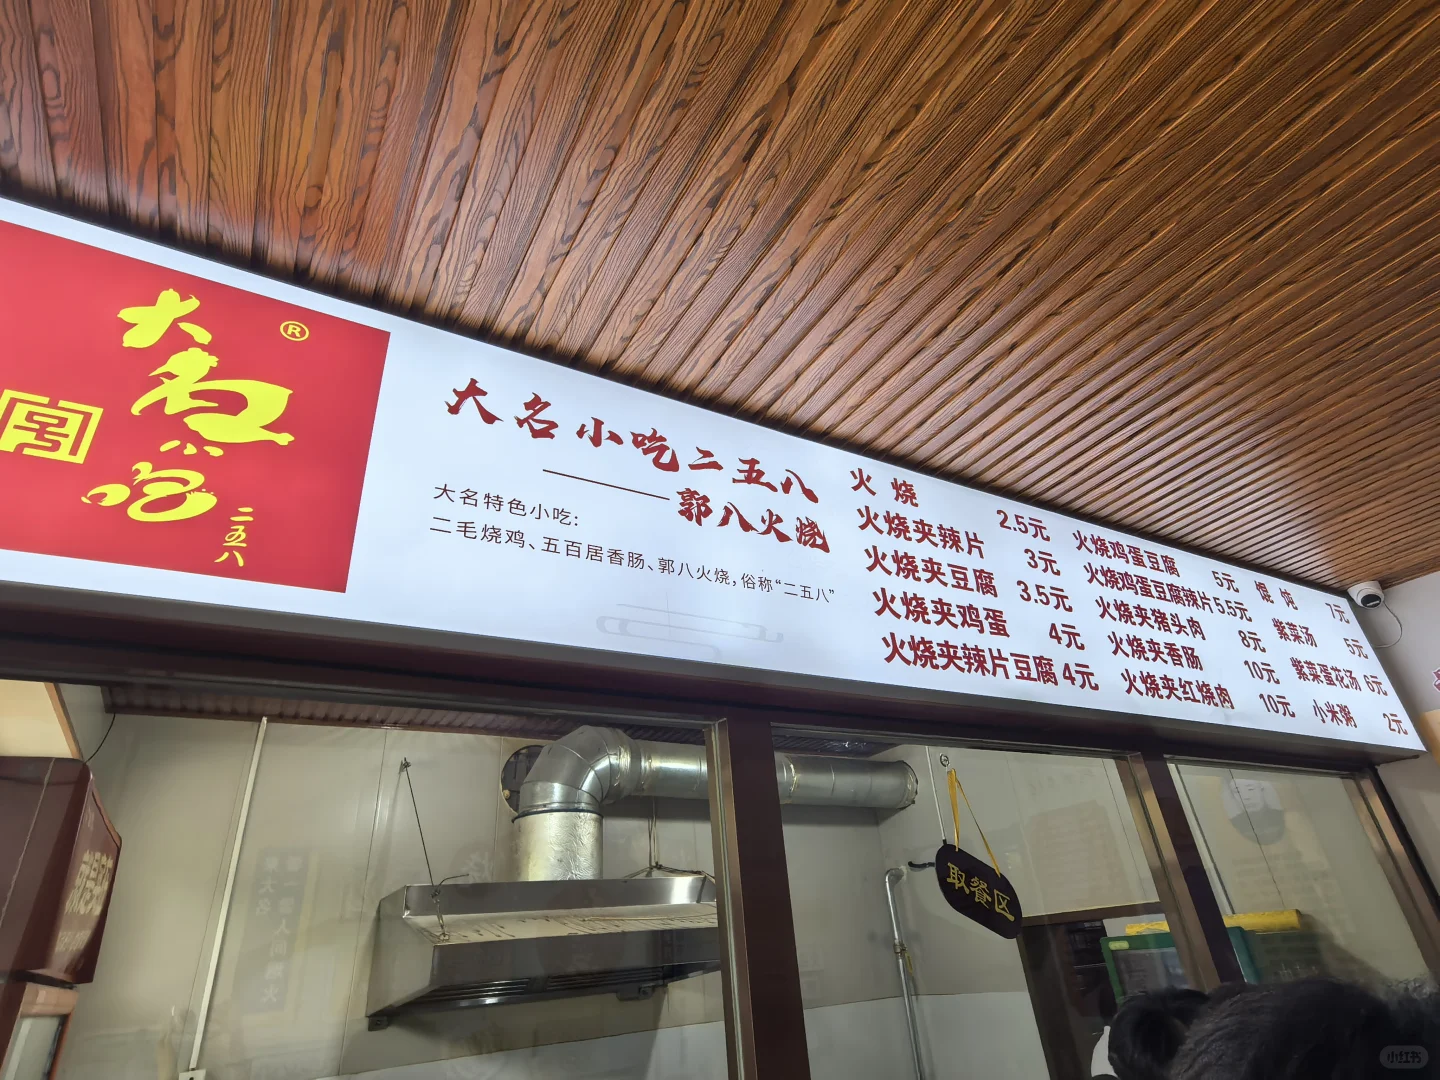 大名
小吃
二五八
®
大名小吃二五八
——郭八火烧
大名特色小吃:
二毛烧鸡、五百居香肠、郭八火烧,俗称“二五八”
火烧 2.5元
火烧夹辣片 3元
火烧夹豆腐 3.5元
火烧夹鸡蛋 4元
火烧夹辣片豆腐 4元
火烧鸡蛋豆腐 5元
火烧鸡蛋豆腐辣片 5.5元
火烧夹猪头肉 8元
火烧夹香肠 10元
火烧夹红烧肉 10元
馄饨 7元
紫菜汤 5元
紫菜蛋花汤 6元
小米粥 2元
取餐区
小红书